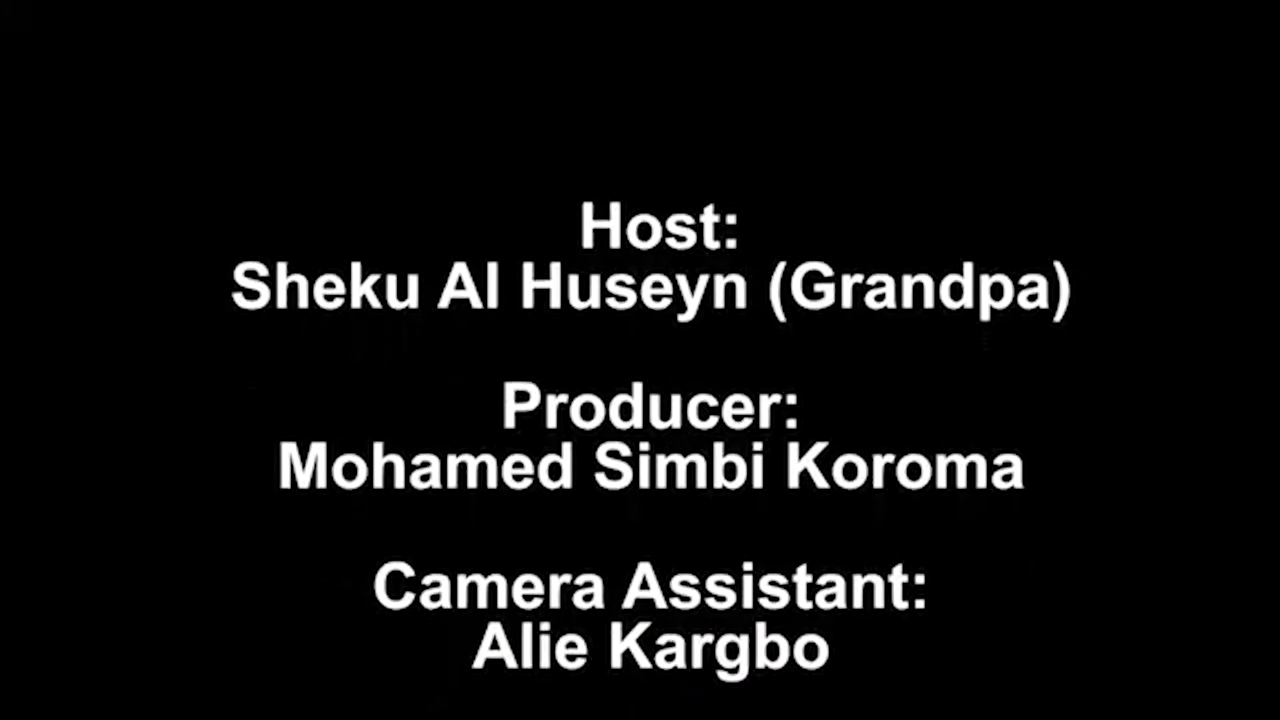 Host:
Sheku Al Huseyn (Grandpa)
Producer:
Mohamed Simbi Koroma
Camera Assistant:
Alie Kargbo